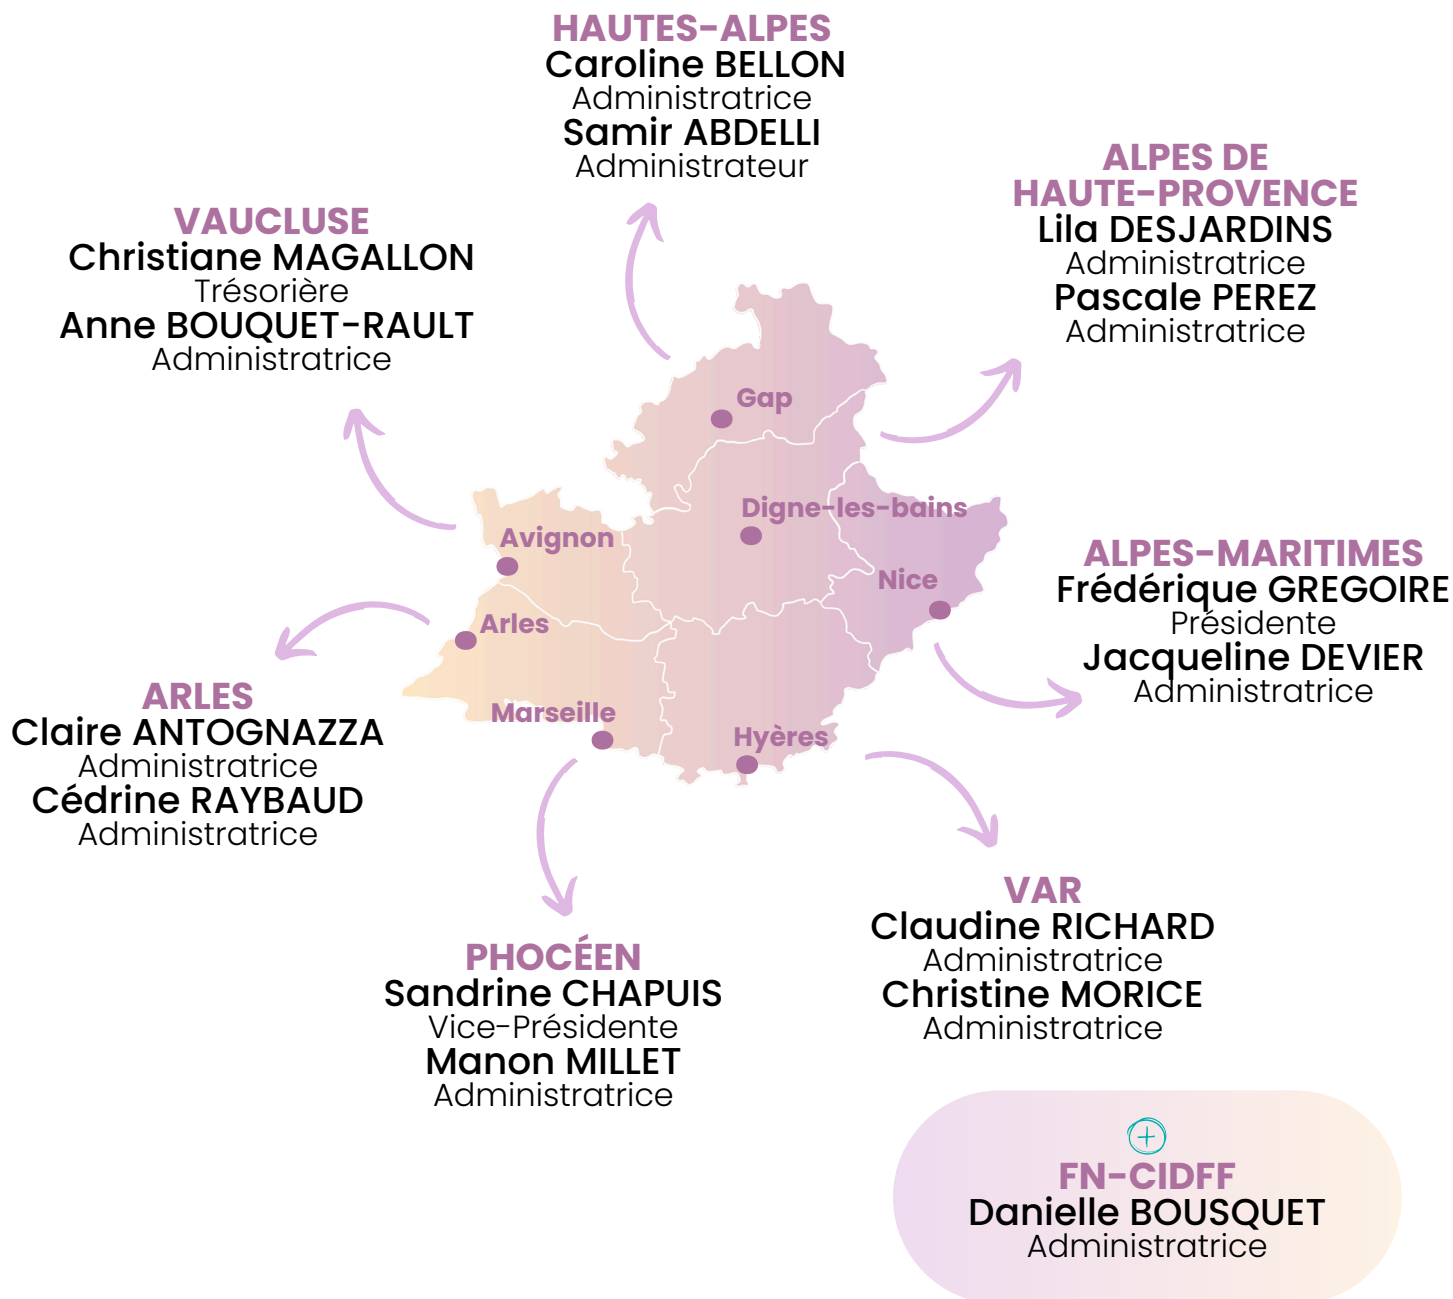 HAUTES-ALPES
Caroline BELLON
Administratrice
Samir ABDELLI
Administrateur
ALPES DE
HAUTE-PROVENCE
Lila DESJARDINS
Administratrice
Pascale PEREZ
Administratrice
VAUCLUSE
Christiane MAGALLON
Trésorière
Anne BOUQUET-RAULT
Administratrice
Gap
Digne-les-bains
Avignon
Nice
Arles
Marseille
Hyères
ALPES-MARITIMES
Frédérique GREGOIRE
Présidente
Jacqueline DEVIER
Administratrice
ARLES
Claire ANTOGNAZZA
Administratrice
Cédrine RAYBAUD
Administratrice
PHOCÉEN
Sandrine CHAPUIS
Vice-Présidente
Manon MILLET
Administratrice
VAR
Claudine RICHARD
Administratrice
Christine MORICE
Administratrice
FN-CIDFF
Danielle BOUSQUET
Administratrice